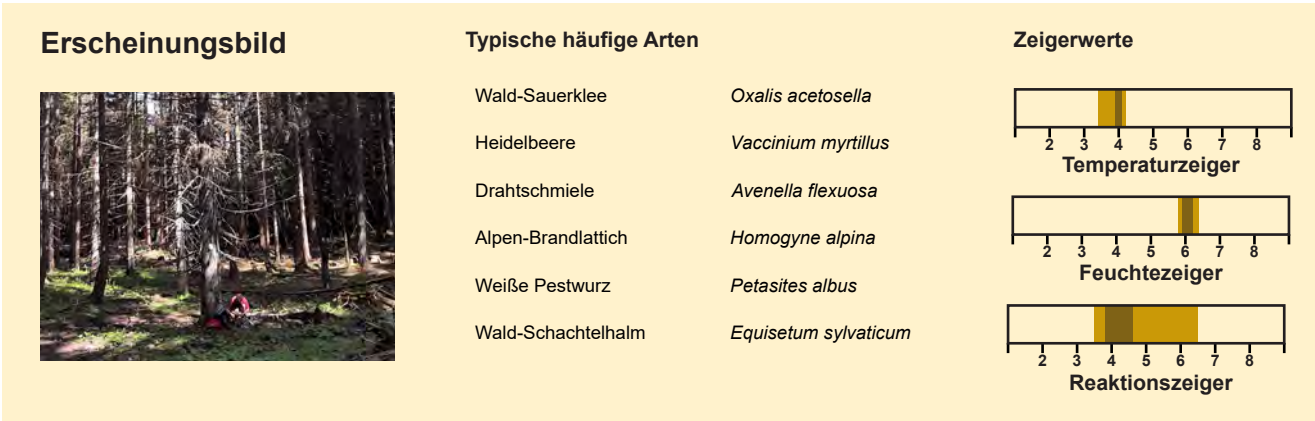 Erscheinungsbild
Typische häufige Arten
Wald-Sauerklee Oxalis acetosella
Heidelbeere Vaccinium myrtillus
Drahtschmiele Avenella flexuosa
Alpen-Brandlattich Homogyne alpina
Weiße Pestwurz Petasites albus
Wald-Schachtelhalm Equisetum sylvaticum
Zeigerwerte
2 3 4 5 6 7 8
Temperaturzeiger
2 3 4 5 6 7 8
Feuchtezeiger
2 3 4 5 6 7 8
Reaktionszeiger